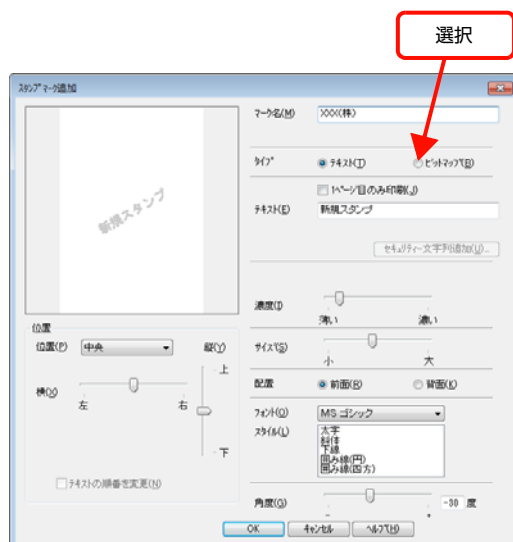 選択
スタンプマーク追加
マーク名(M)
XXX(株)
タイプ
テキスト(T)
ビットマップ(B)
1ページ目のみ印刷(J)
テキスト(E)
新規スタンプ
セキュリティー文字列追加(U)...
新規スタンプ
濃度(I)
薄い
濃い
位置
位置(P)
中央
縦(Y)
上
下
横(X)
左
右
テキストの順番を変更(N)
サイズ(S)
小
大
配置
前面(R)
背面(K)
フォント(O)
MS ゴシック
スタイル(L)
太字
斜体
下線
囲み線(円)
囲み線(四方)
角度(G)
-
+
-30 度
OK
キャンセル
ヘルプ(H)